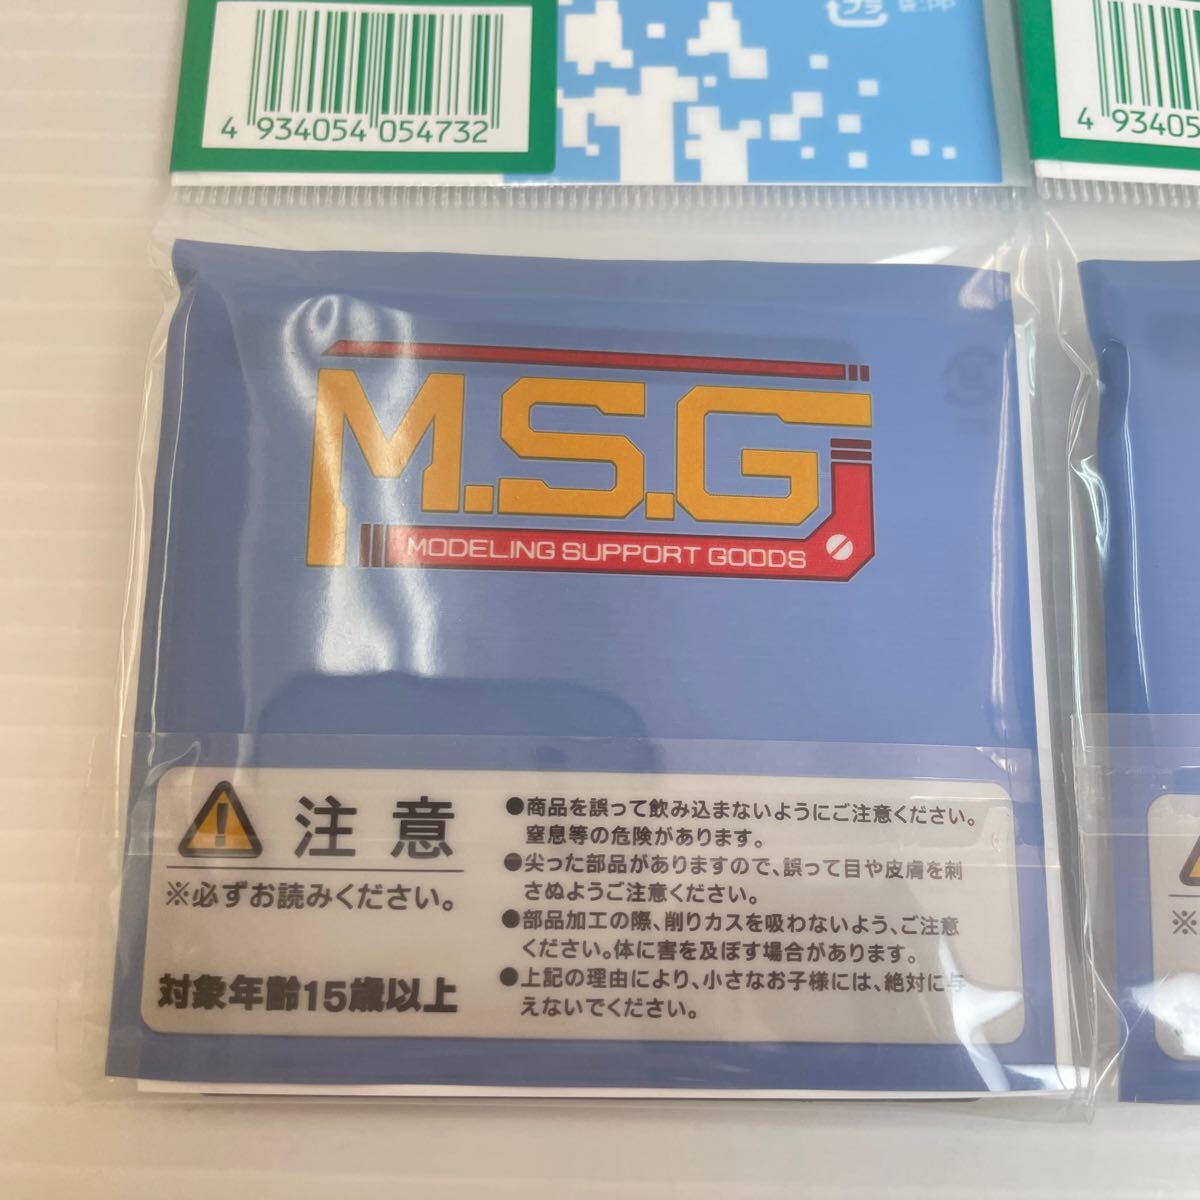 プラ 袋:PP
4 934054 054732
4 93405
M.S.G
MODELING SUPPORT GOODS
注意
※必ずお読みください。
対象年齢15歳以上
●商品を誤って飲み込まないようにご注意ください。
窒息等の危険があります。
●尖った部品がありますので、誤って目や皮膚を刺
さぬようご注意ください。
●部品加工の際、削りカスを吸わないよう、ご注意
ください。体に害を及ぼす場合があります。
●上記の理由により、小さなお子様には、絶対に与
えないでください。
※